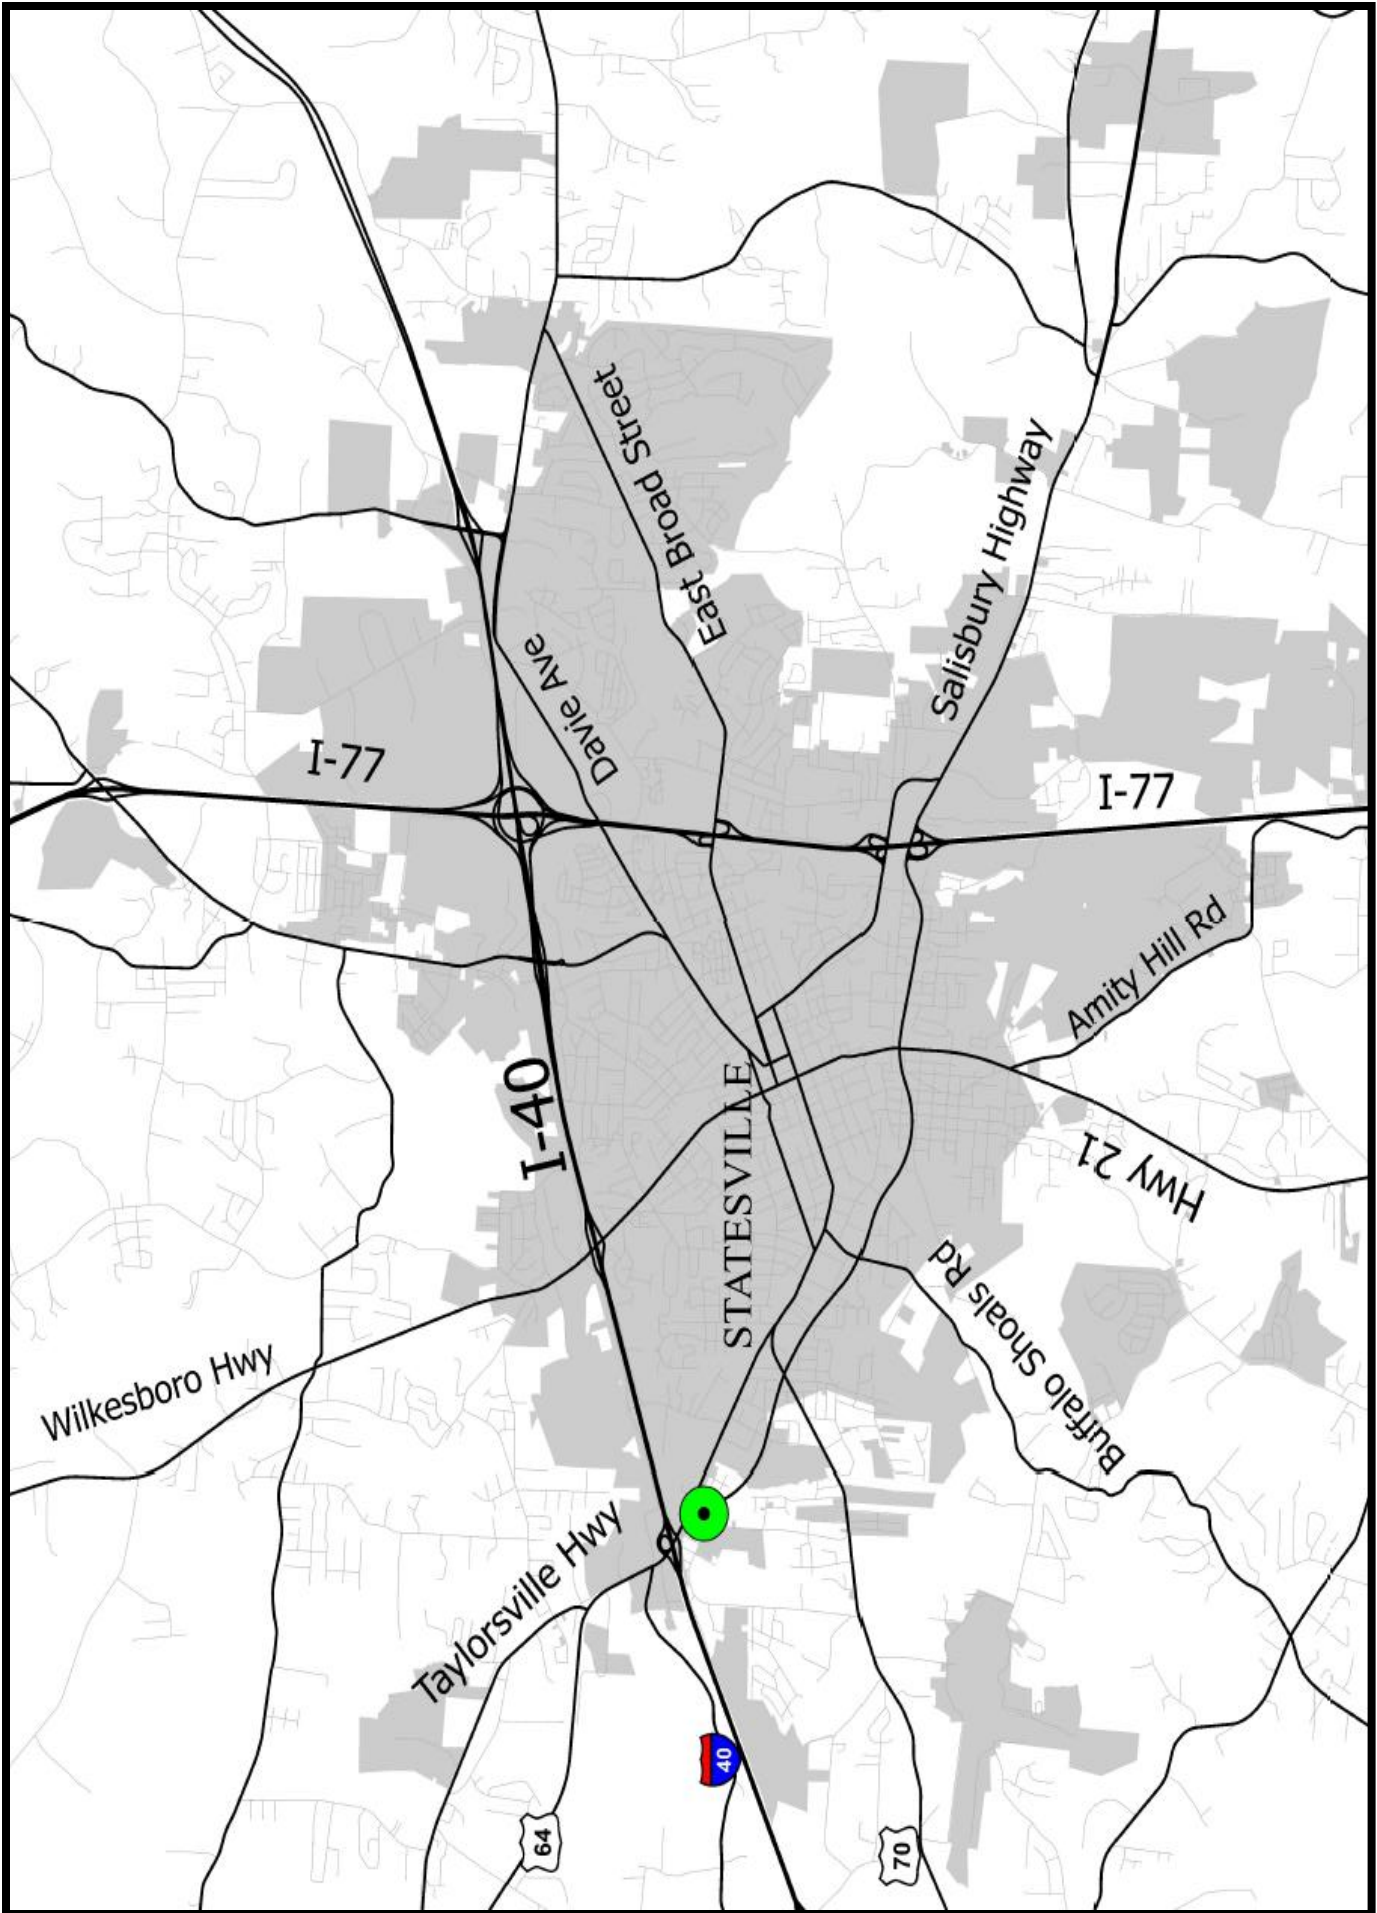 East Broad Street
Salisbury Highway
Davie Ave
I-77
I-77
Amity Hill Rd
I-40
STATESVILLE
Hwy 21
Buffalo Shoals Rd
Wilkesboro Hwy
Taylorsville Hwy
40
64
70